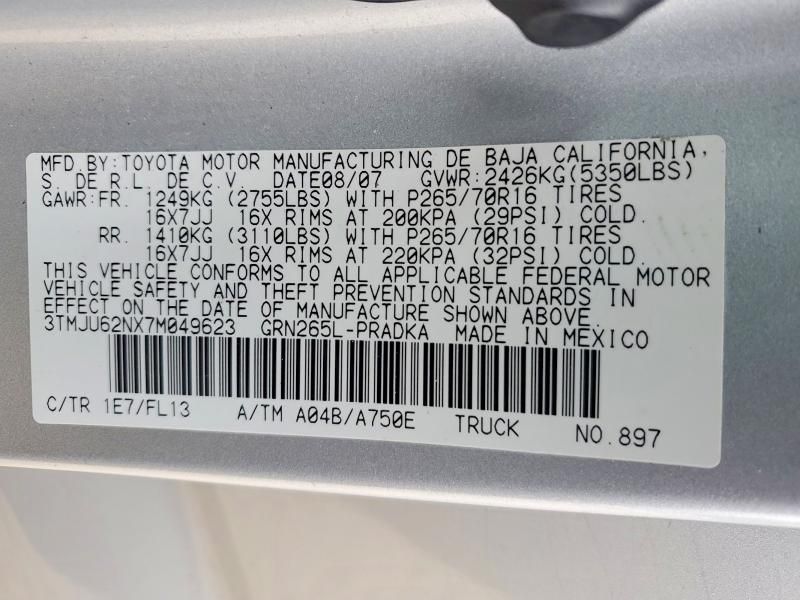 MFD.BY:TOYOTA MOTOR MANUFACTURING DE BAJA CALIFORNIA,
S. DE R.L. DE C.V. DATE08/07 GVWR:2426KG(5350LBS)
GAWR:FR. 1249KG (2755LBS) WITH P265/70R16 TIRES
16X7JJ 16X RIMS AT 200KPA (29PSI) COLD.
RR. 1410KG (3110LBS) WITH P265/70R16 TIRES
16X7JJ 16X RIMS AT 220KPA (32PSI) COLD.
THIS VEHICLE CONFORMS TO ALL APPLICABLE FEDERAL MOTOR
VEHICLE SAFETY AND THEFT PREVENTION STANDARDS IN
EFFECT ON THE DATE OF MANUFACTURE SHOWN ABOVE.
3TMJU62NX7M049623 GRN265L-PRADKA MADE IN MEXICO
C/TR 1E7/FL13 A/TM A04B/A750E TRUCK NO.897